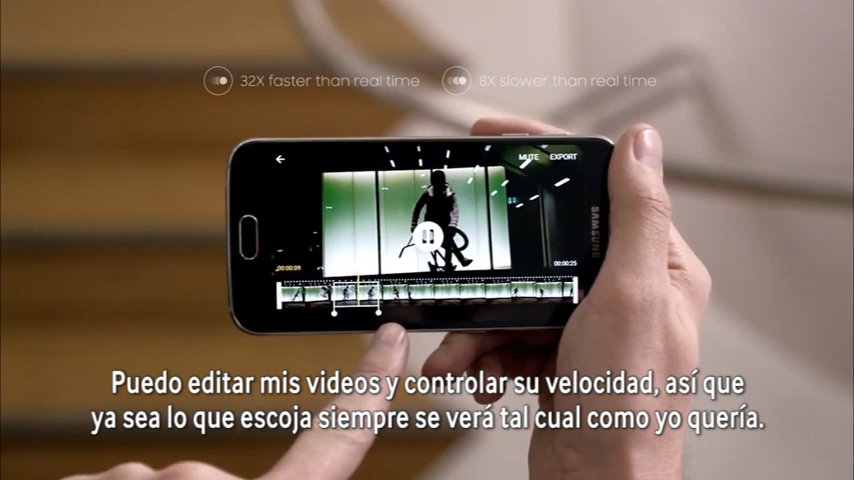 32X faster than real time 8X slower than real time
MUTE EXPORT
SAMSUNG
00:00:09
00:00:25
Puedo editar mis videos y controlar su velocidad, así que
ya sea lo que escoja siempre se verá tal cual como yo quería.